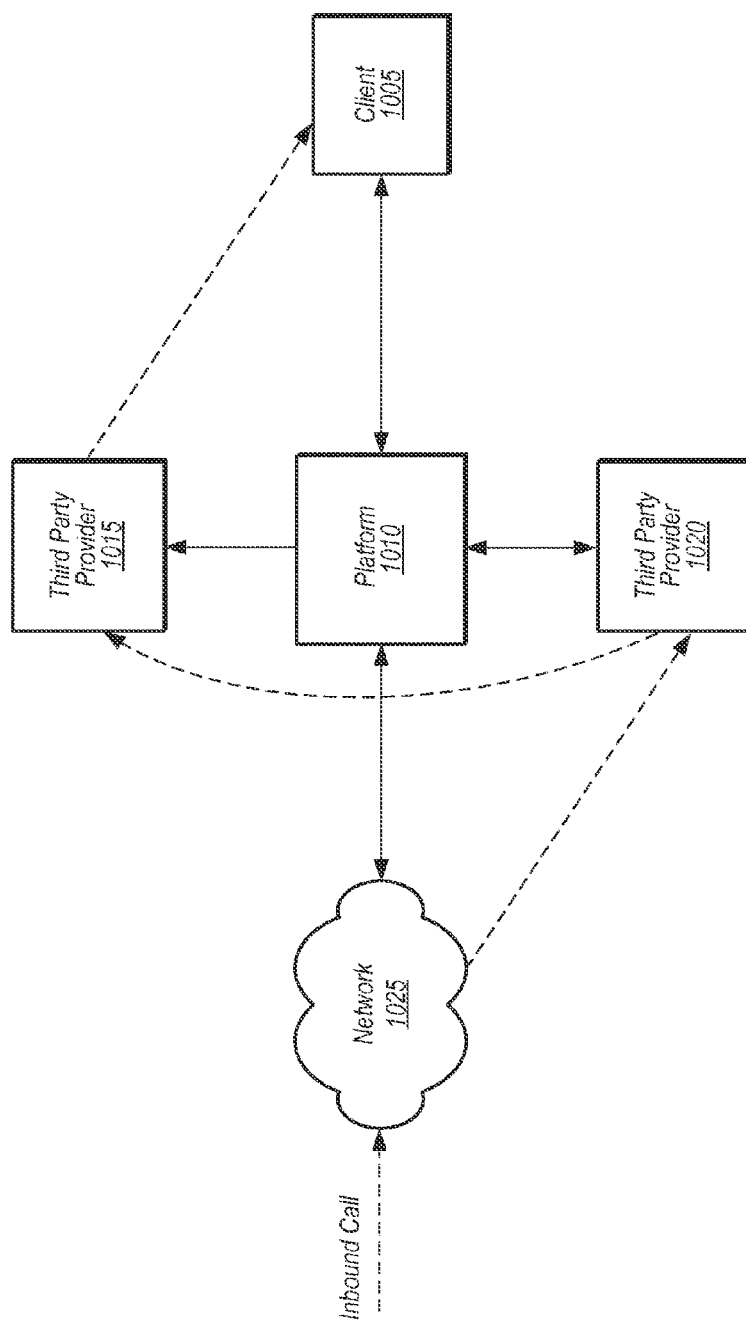 Inbound Call
Network
1025
Third Party
Provider
1015
Platform
1010
Third Party
Provider
1020
Client
1005